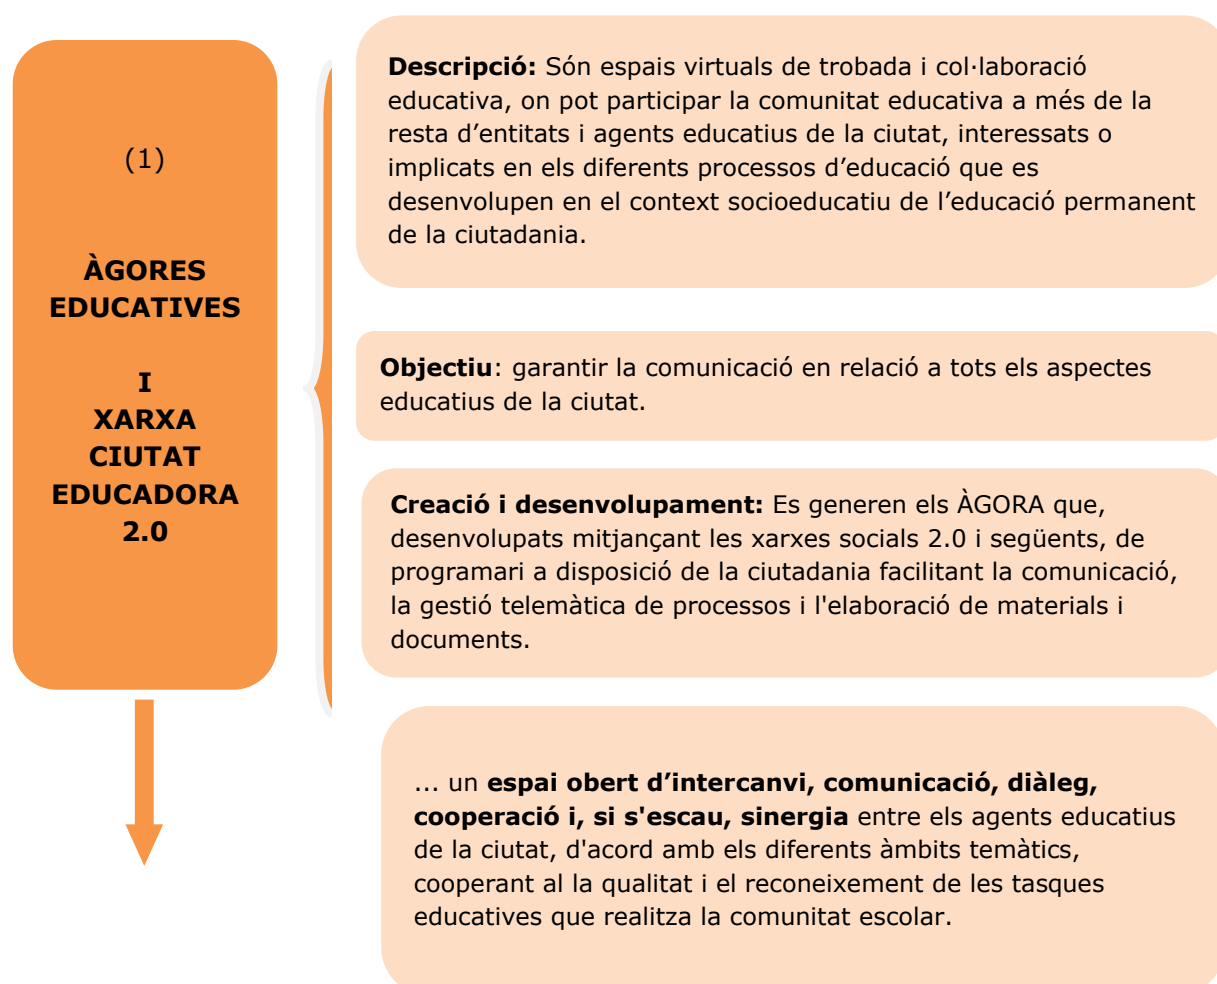 (1)
ÀGORES
EDUCATIVES
I
XARXA
CIUTAT
EDUCADORA
2.0
Descripció: Són espais virtuals de trobada i col·laboració
educativa, on pot participar la comunitat educativa a més de la
resta d’entitats i agents educatius de la ciutat, interessats o
implicats en els diferents processos d’educació que es
desenvolupen en el context socioeducatiu de l’educació permanent
de la ciutadania.
Objectiu: garantir la comunicació en relació a tots els aspectes
educatius de la ciutat.
Creació i desenvolupament: Es generen els ÀGORA que,
desenvolupats mitjançant les xarxes socials 2.0 i següents, de
programari a disposició de la ciutadania facilitant la comunicació,
la gestió telemàtica de processos i l'elaboració de materials i
documents.
... un espai obert d’intercanvi, comunicació, diàleg,
cooperació i, si s'escau, sinergia entre els agents educatius
de la ciutat, d'acord amb els diferents àmbits temàtics,
cooperant al la qualitat i el reconeixement de les tasques
educatives que realitza la comunitat escolar.